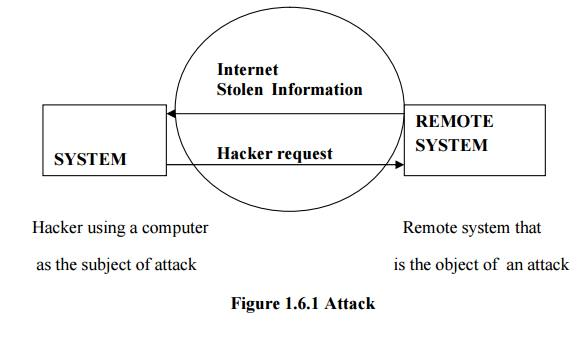 Internet
Stolen Information
REMOTE
SYSTEM
SYSTEM
Hacker request
Hacker using a computer
as the subject of attack
Remote system that
is the object of an attack
Figure 1.6.1 Attack